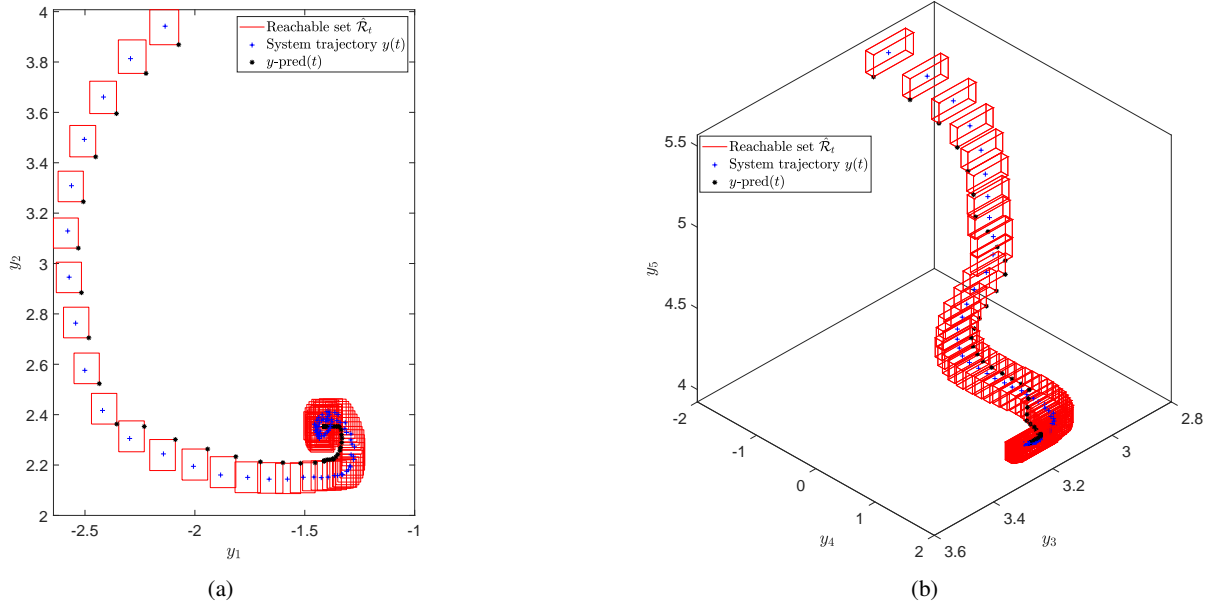 4
3.8
3.6
3.4
3.2
3
2.8
2.6
2.4
2.2
2
-2.5
-2
-1.5
-1
y₂
y₁
Reachable set R̂ₜ
System trajectory y(t)
y-pred(t)
(a)
5.5
5
4.5
4
y₅
-2
-1
0
1
2
y₄
3.6
3.4
3.2
3
2.8
y₃
Reachable set R̂ₜ
System trajectory y(t)
y-pred(t)
(b)